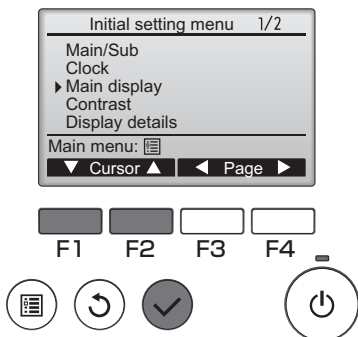 Initial setting menu 1/2
Main/Sub
Clock
Main display
Contrast
Display details
Main menu:
Cursor Page
F1 F2 F3 F4